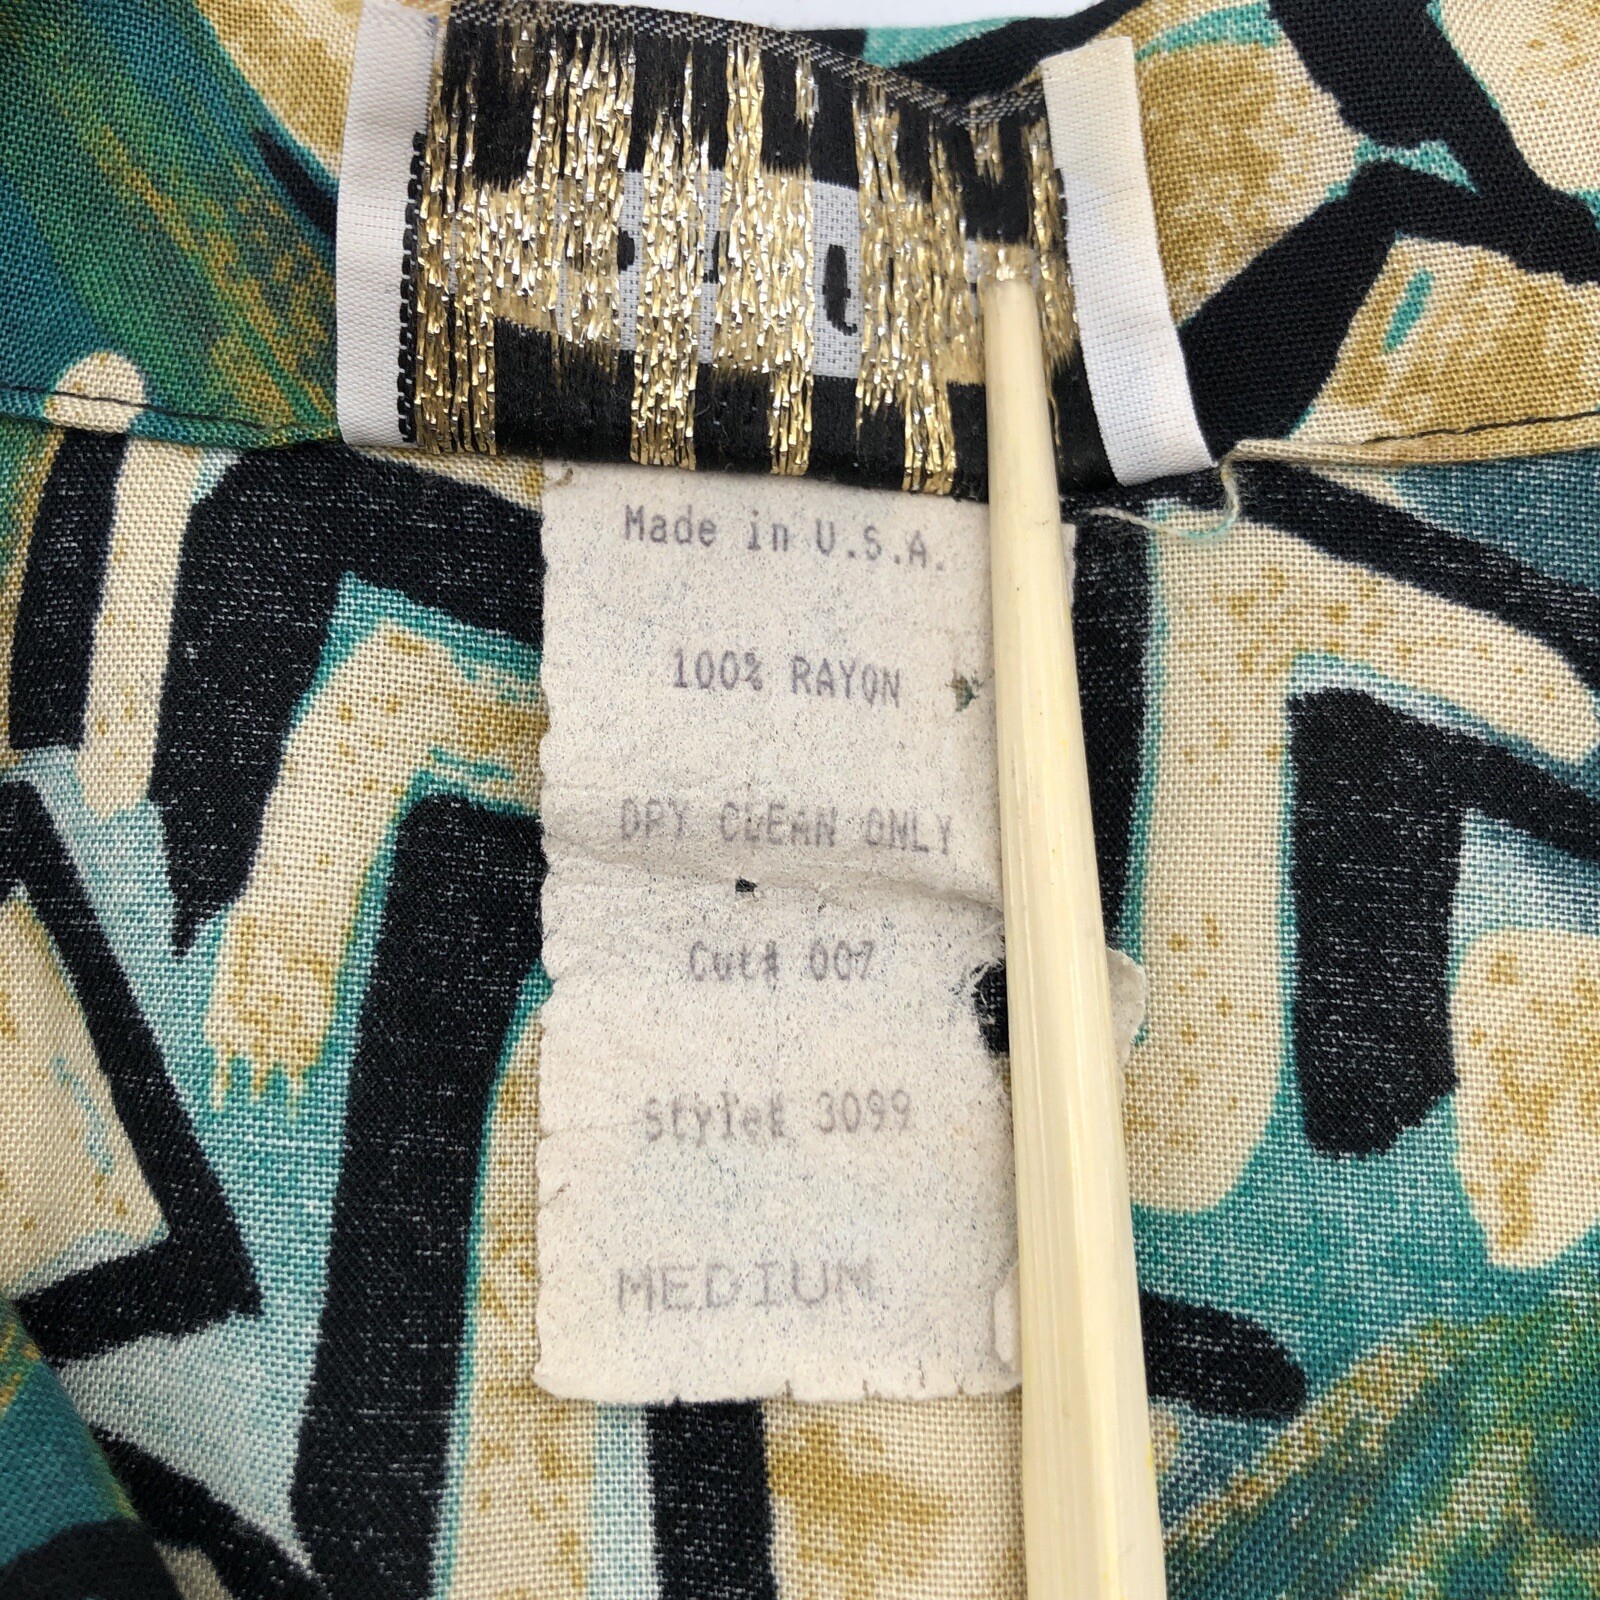 Made in U.S.A.
100% RAYON
DRY CLEAN ONLY
Cut# 007
Style# 3099
MEDIUM